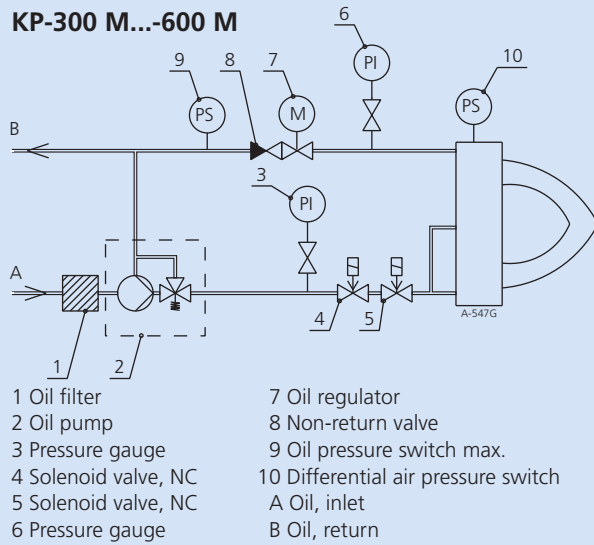 KP-300 M...-600 M
6
9
8
7
PI
10
PS
M
PS
B
3
PI
A
4
5
A-547G
1
2
1 Oil filter
2 Oil pump
3 Pressure gauge
4 Solenoid valve, NC
5 Solenoid valve, NC
6 Pressure gauge
7 Oil regulator
8 Non-return valve
9 Oil pressure switch max.
10 Differential air pressure switch
A Oil, inlet
B Oil, return